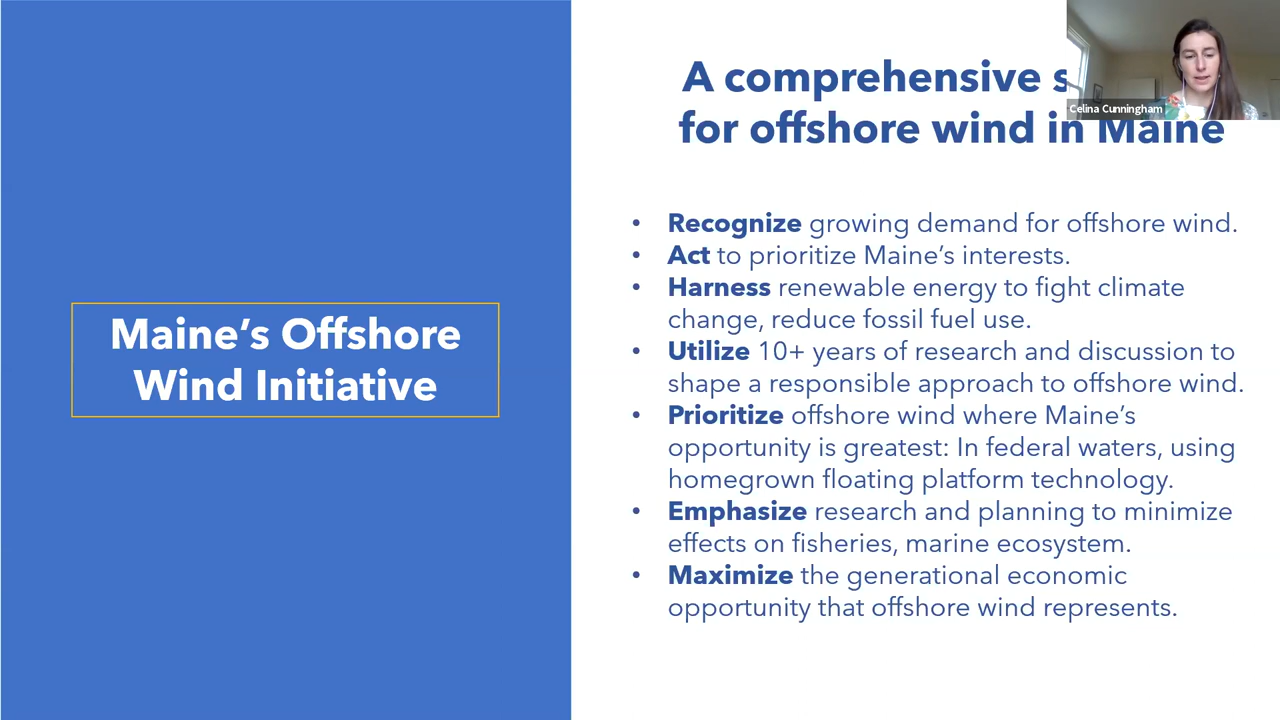 Maine’s Offshore
Wind Initiative
A comprehensive
for offshore wind in Maine
Celina Cunningham
• Recognize growing demand for offshore wind.
• Act to prioritize Maine’s interests.
• Harness renewable energy to fight climate
change, reduce fossil fuel use.
• Utilize 10+ years of research and discussion to
shape a responsible approach to offshore wind.
• Prioritize offshore wind where Maine’s
opportunity is greatest: In federal waters, using
homegrown floating platform technology.
• Emphasize research and planning to minimize
effects on fisheries, marine ecosystem.
• Maximize the generational economic
opportunity that offshore wind represents.